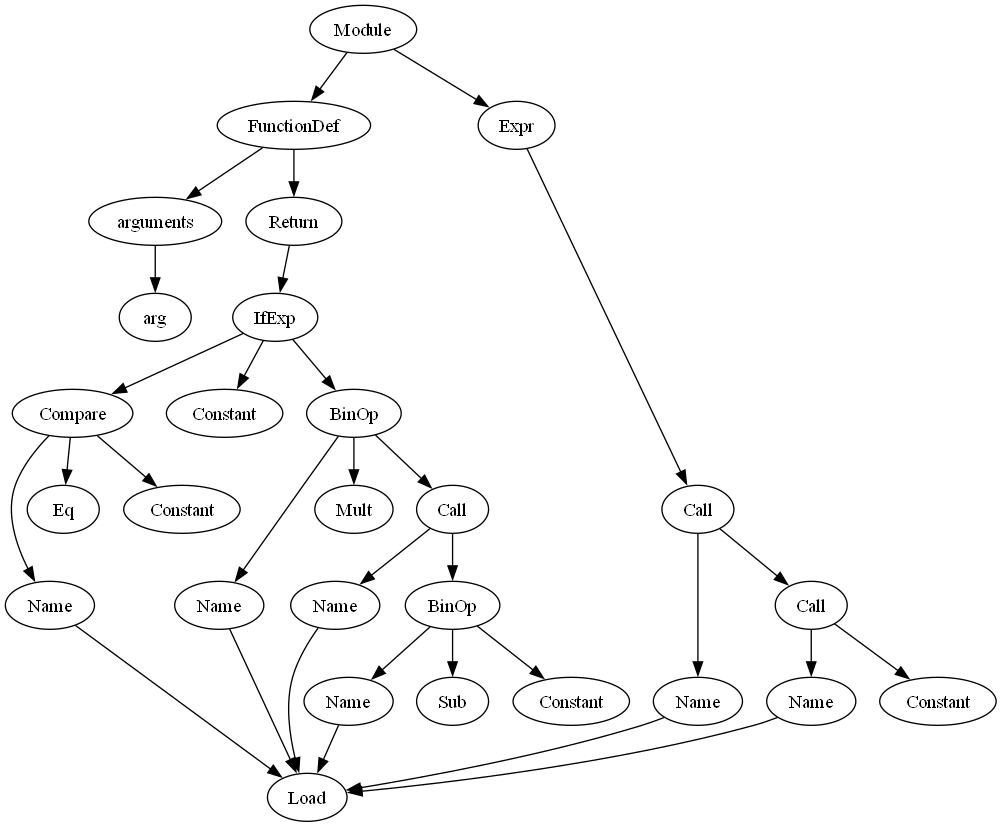 Module
FunctionDef Expr
arguments Return
arg IfExp
Compare Constant BinOp
Eq Constant Mult Call Call
Name Name Name BinOp Call
Name Sub Constant Name Name Constant
Load